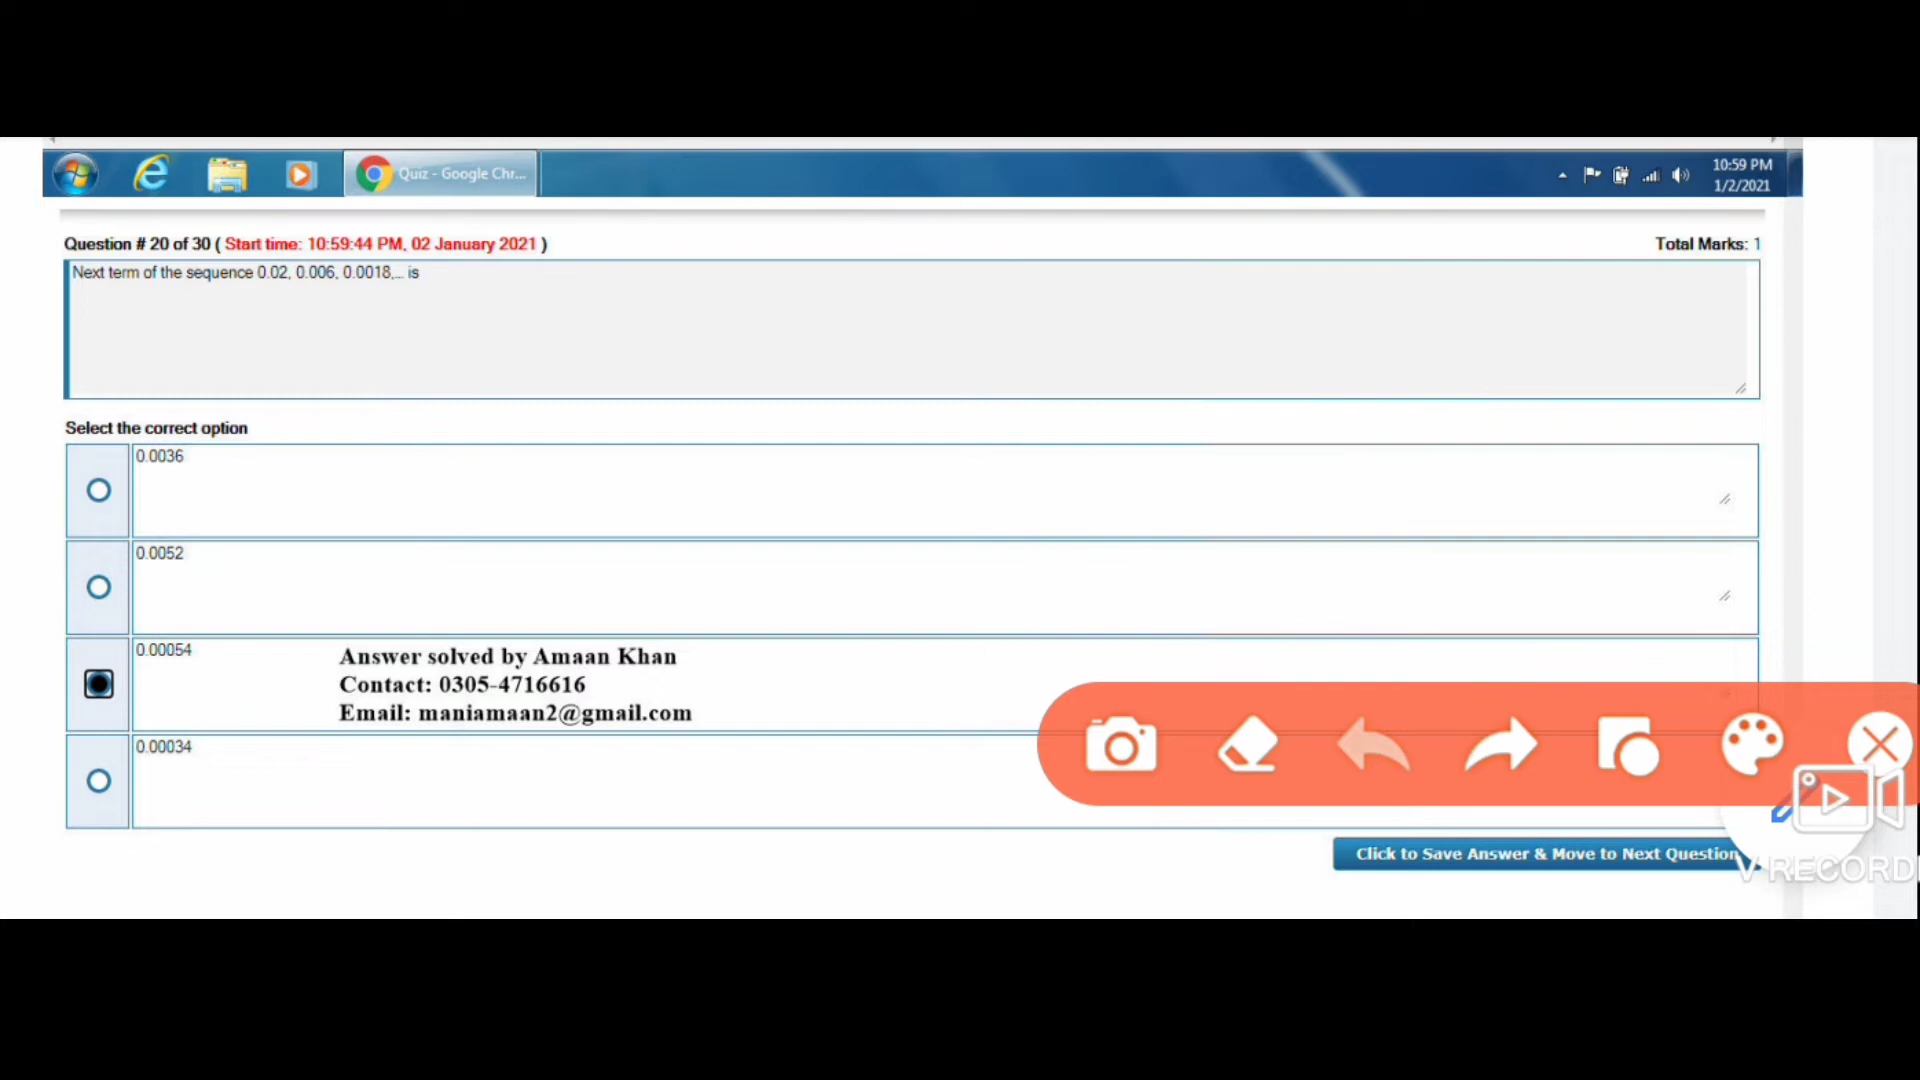 Quiz - Google Chr...
10:59 PM
1/2/2021
Question # 20 of 30 ( Start time: 10:59:44 PM, 02 January 2021 )
Total Marks: 1
Next term of the sequence 0.02, 0.006, 0.0018,... is
Select the correct option
0.0036
0.0052
0.00054
Answer solved by Amaan Khan
Contact: 0305-4716616
Email: maniamaan2@gmail.com
0.00034
Click to Save Answer & Move to Next Question
V RECORD